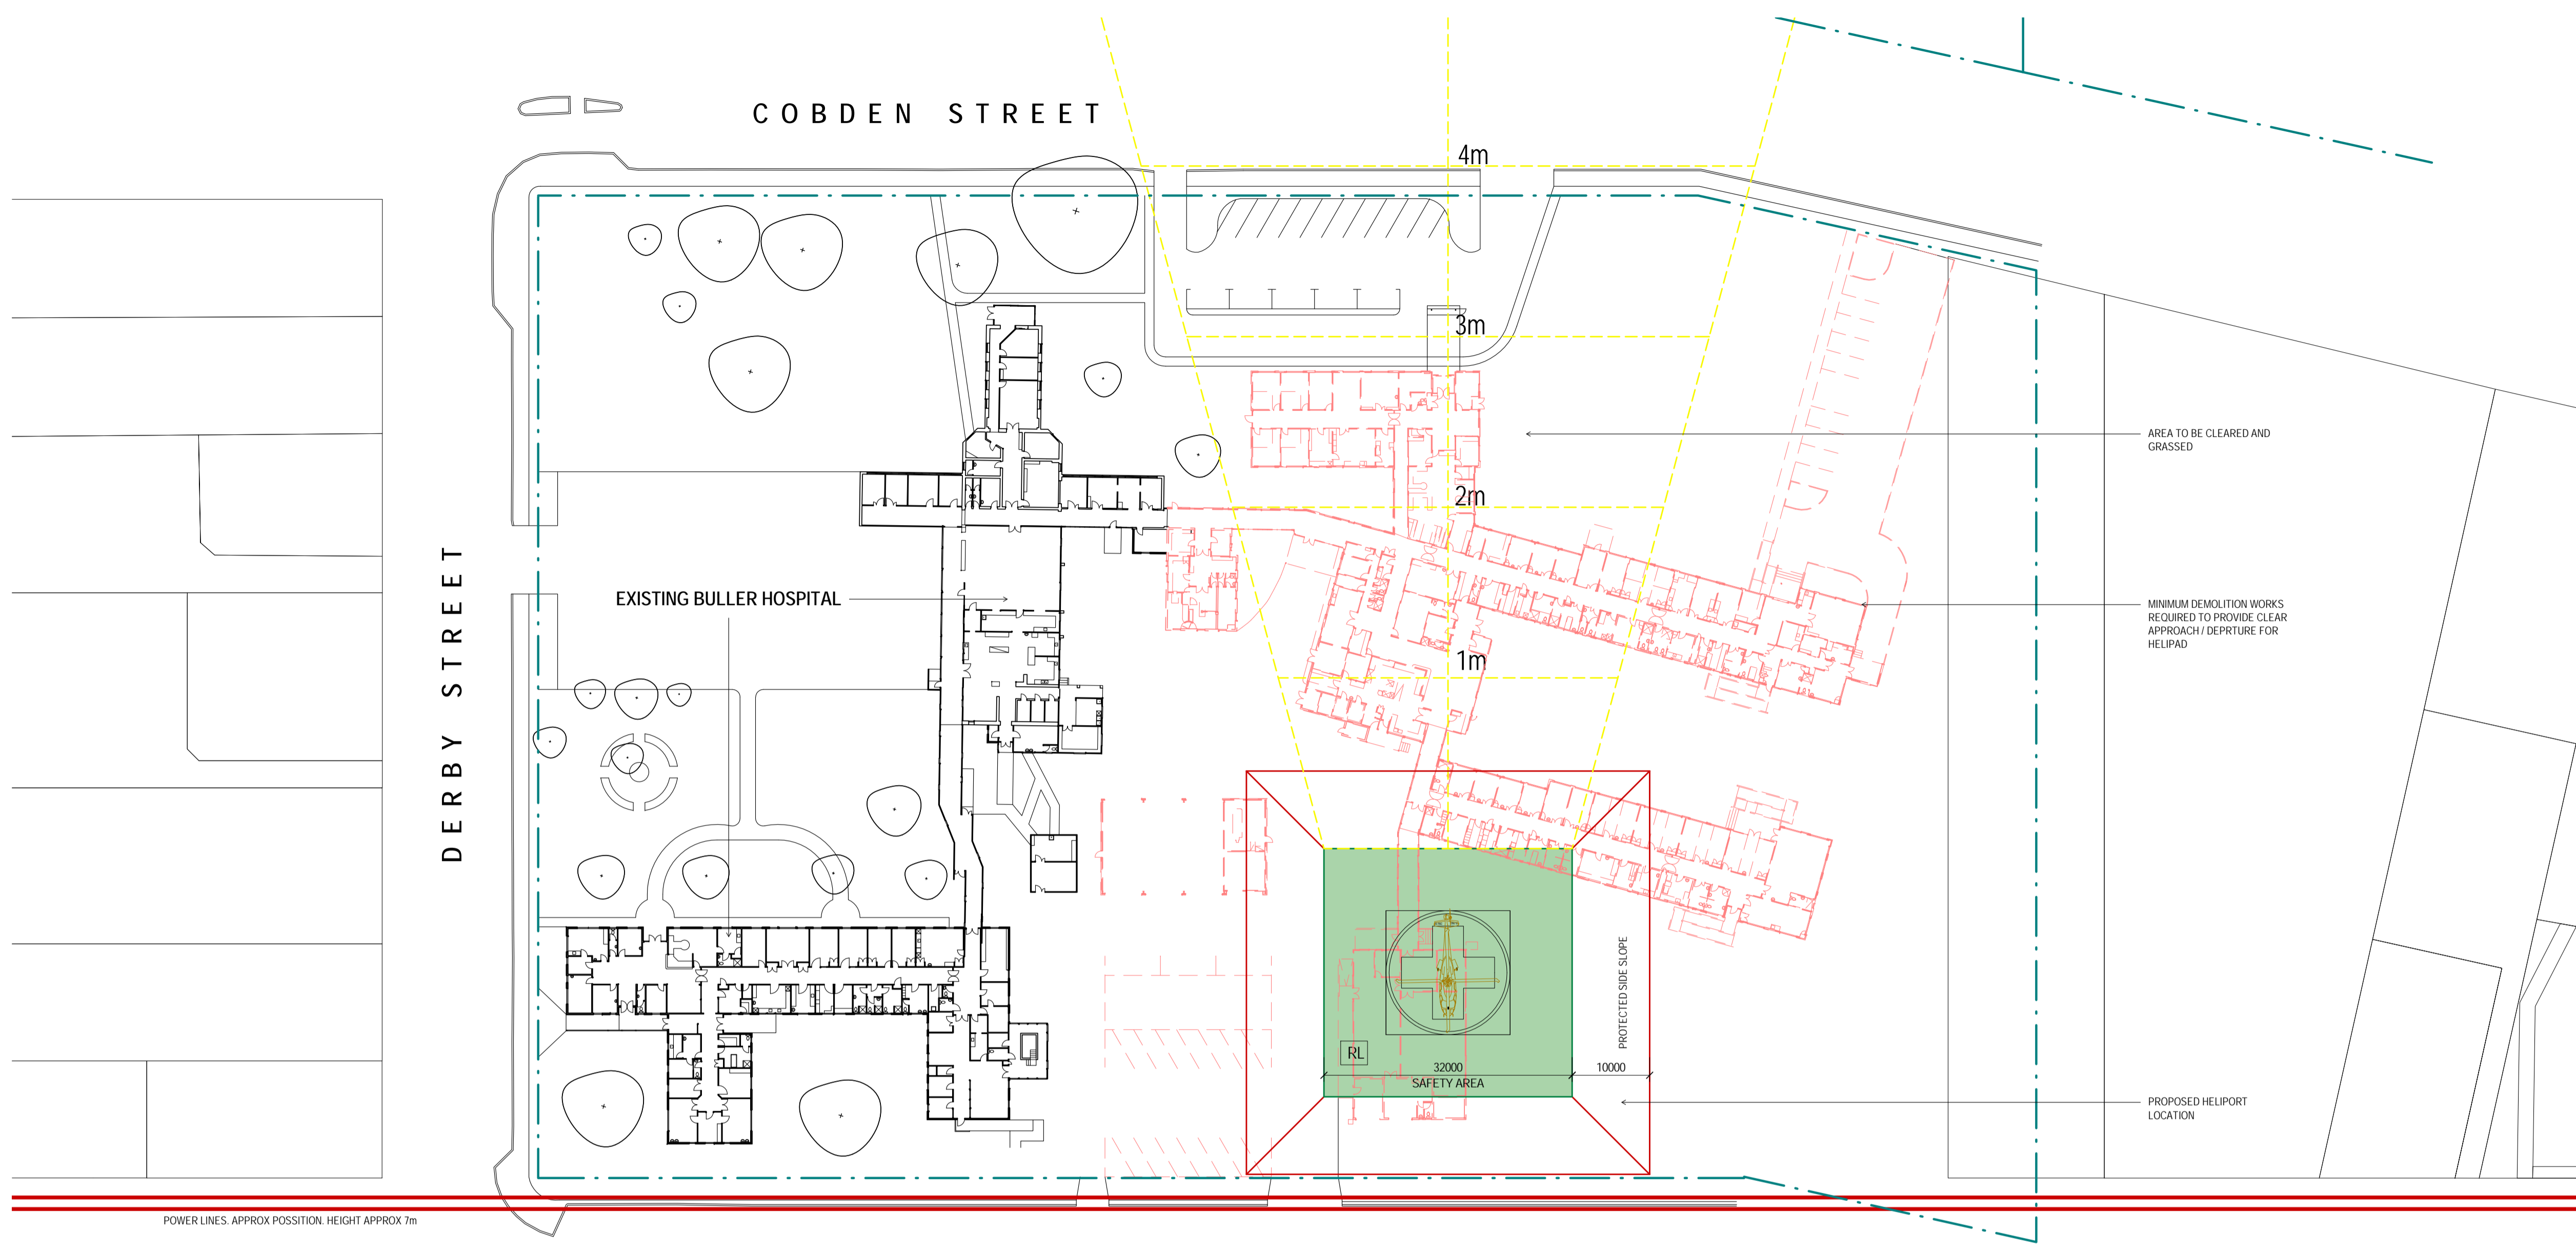 COBDEN STREET
4m
3m
AREA TO BE CLEARED AND
GRASSED
2m
DERBY STREET
EXISTING BULLER HOSPITAL
MINIMUM DEMOLITION WORKS
REQUIRED TO PROVIDE CLEAR
APPROACH / DEPRTURE FOR
HELIPAD
1m
PROTECTED SIDE SLOPE
RL
32000
SAFETY AREA
10000
PROPOSED HELIPORT
LOCATION
POWER LINES. APPROX POSSITION. HEIGHT APPROX 7m